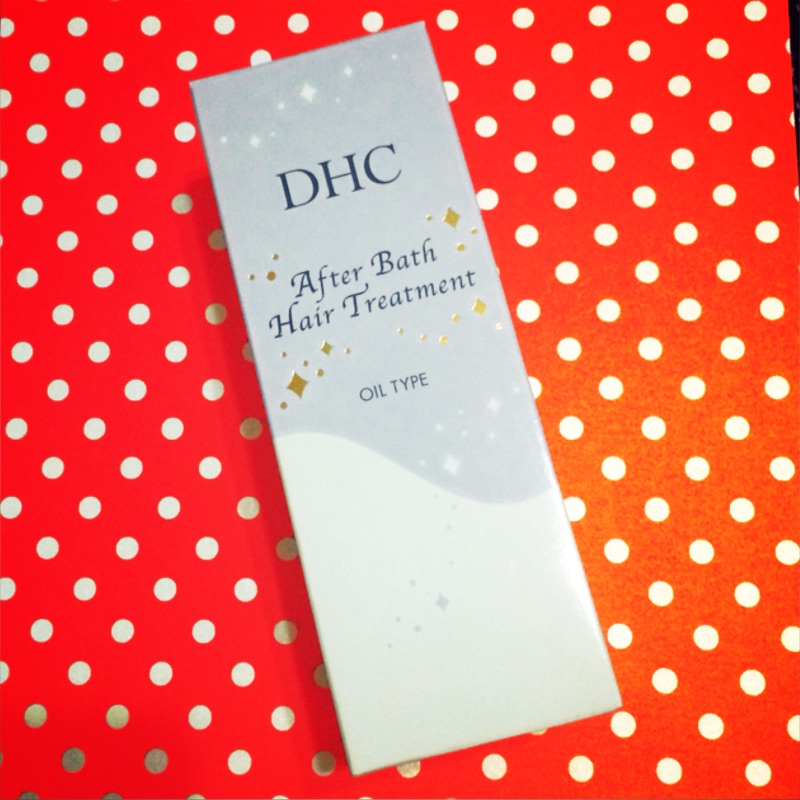 DHC
After Bath
Hair Treatment
OIL TYPE